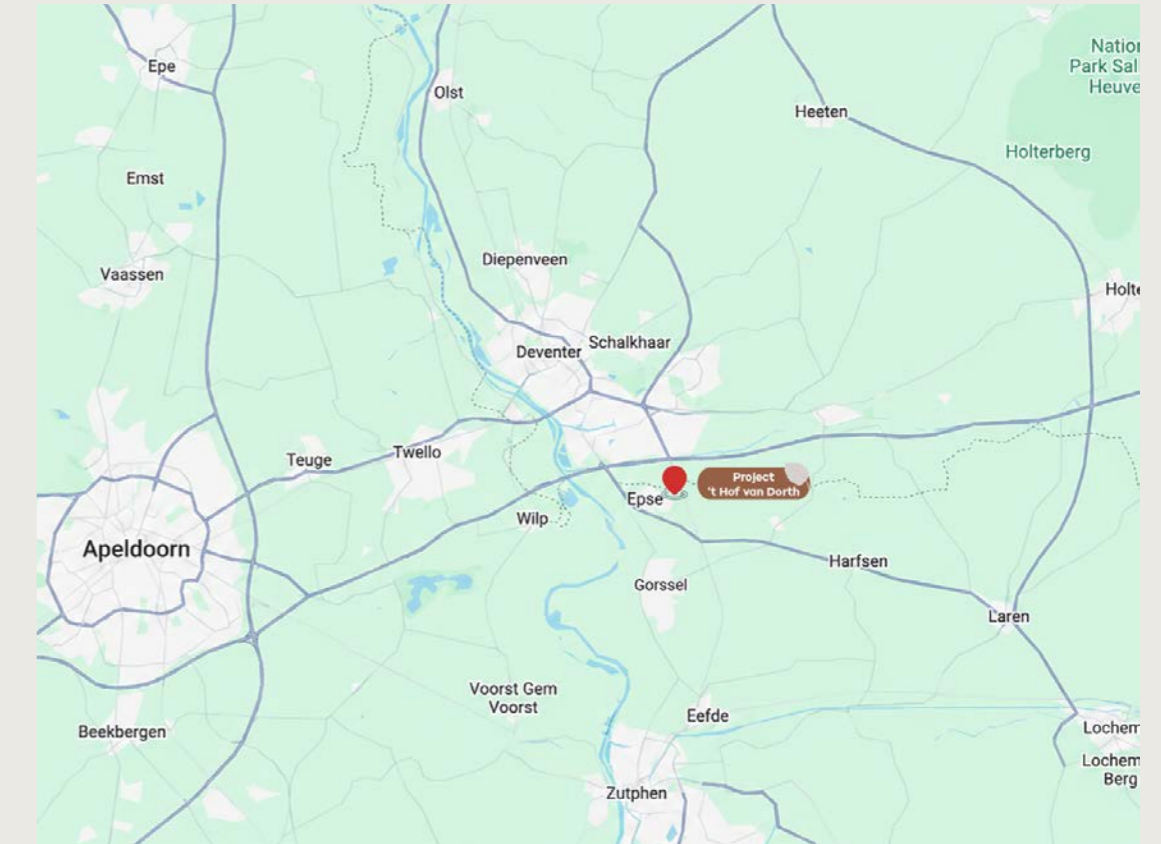 Epe
Olst
Nation
Park Sal
Heuve
Heeten
Holterberg
Emst
Diepenveen
Vaassen
Holte
Schalkhaar
Deventer
Teuge
Twello
Project
't Hof van Dorth
Epse
Wilp
Apeldoorn
Harfsen
Gorssel
Laren
Voorst Gem
Voorst
Eefde
Beekbergen
Lochem
Lochem
Berg
Zutphen